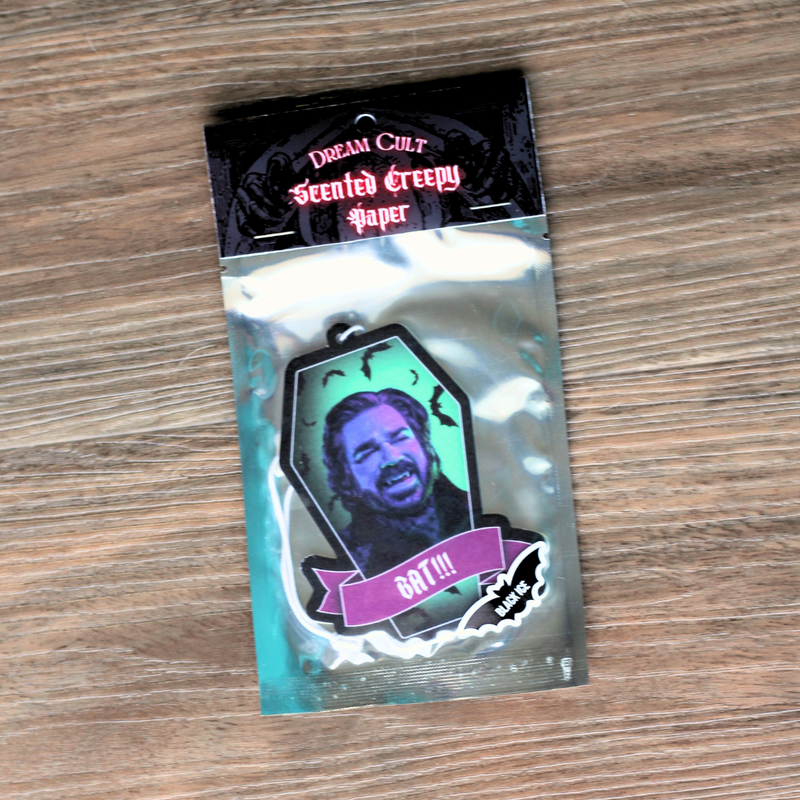 Dream Cult
Scented Creepy
Paper
BAT!!!
BLACK ICE